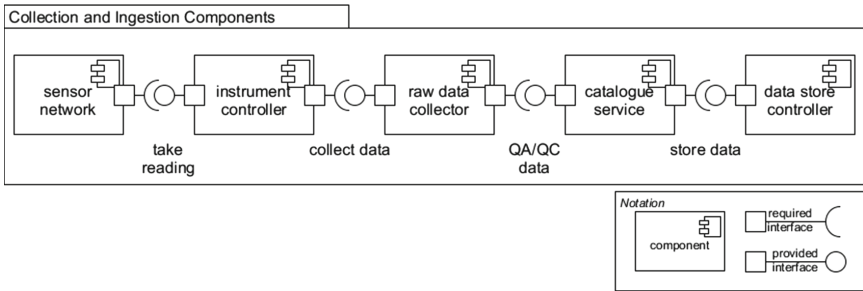 Collection and Ingestion Components
sensor
network
instrument
controller
raw data
collector
catalogue
service
data store
controller
take
reading
collect data
QA/QC
data
store data
Notation
component
required
interface
provided
interface